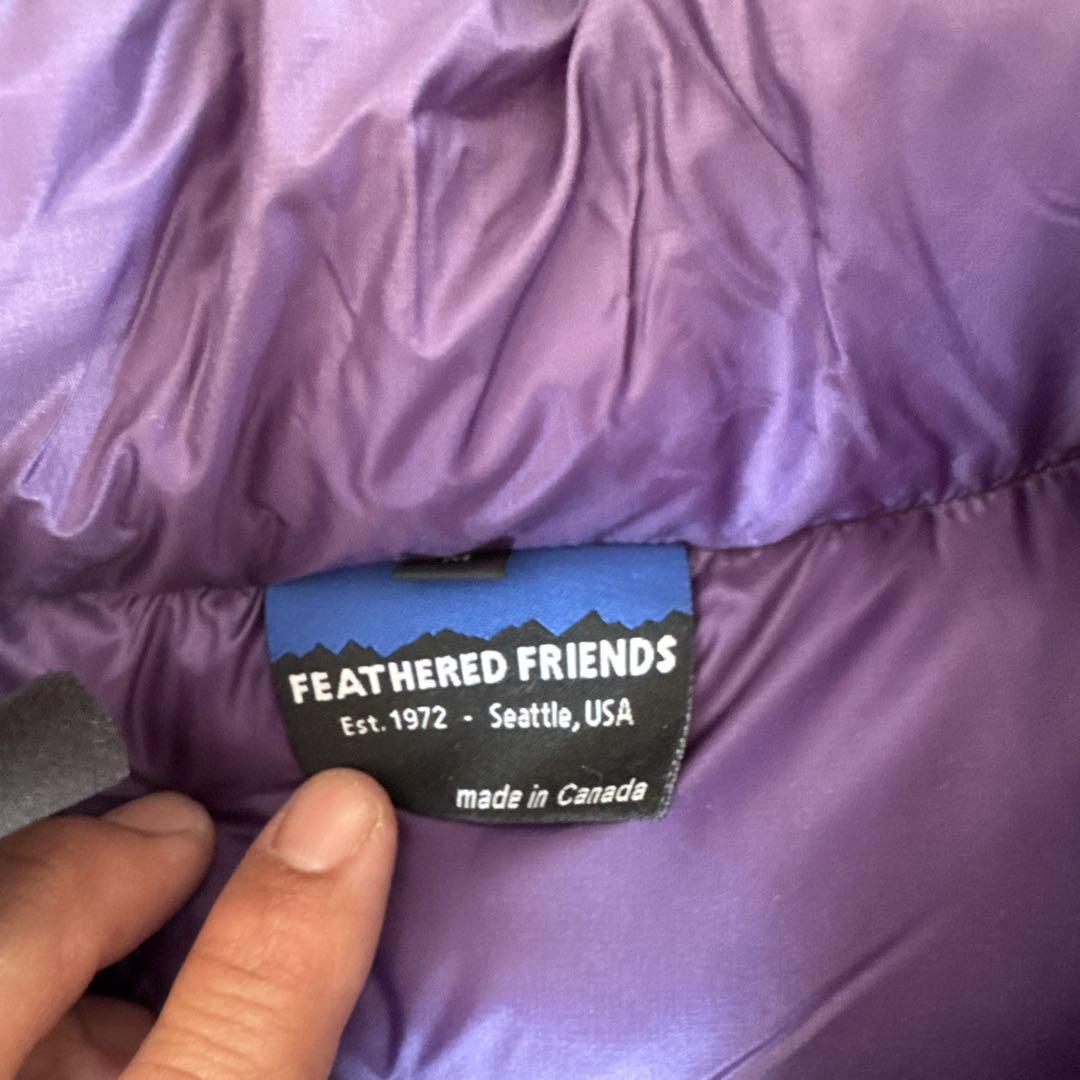 FEATHERED FRIENDS
Est. 1972 - Seattle, USA
made in Canada